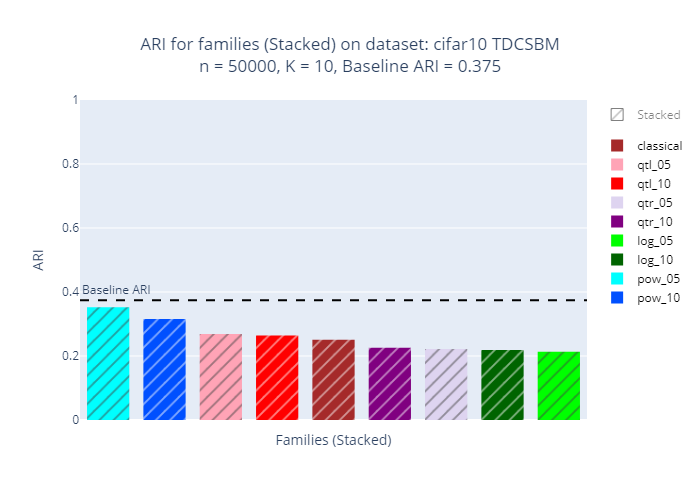 ARI for families (Stacked) on dataset: cifar10 TDCSBM
n = 50000, K = 10, Baseline ARI = 0.375
1
0.8
0.6
0.4
0.2
0
ARI
Baseline ARI
Families (Stacked)
Stacked
classical
qtl_05
qtl_10
qtr_05
qtr_10
log_05
log_10
pow_05
pow_10